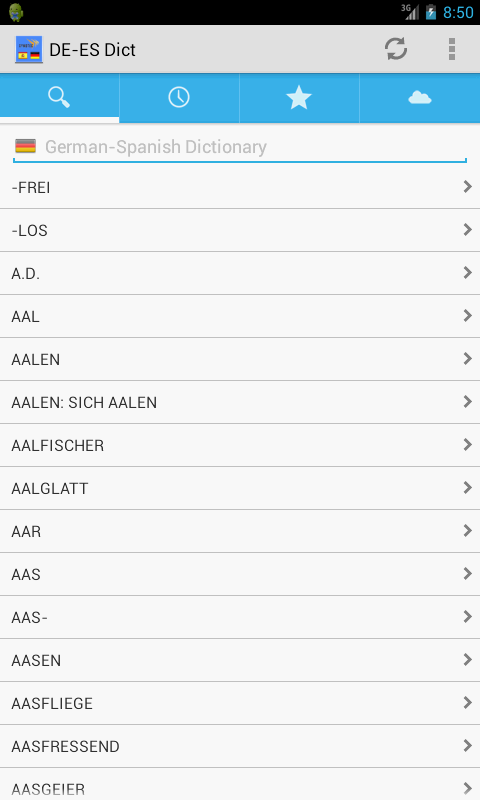 3G 8:50
DE-ES Dict
German-Spanish Dictionary
-FREI
-LOS
A.D.
AAL
AALEN
AALEN: SICH AALEN
AALFISCHER
AALGLATT
AAR
AAS
AAS-
AASEN
AASFLIEGE
AASFRESSEND
AASGEIER